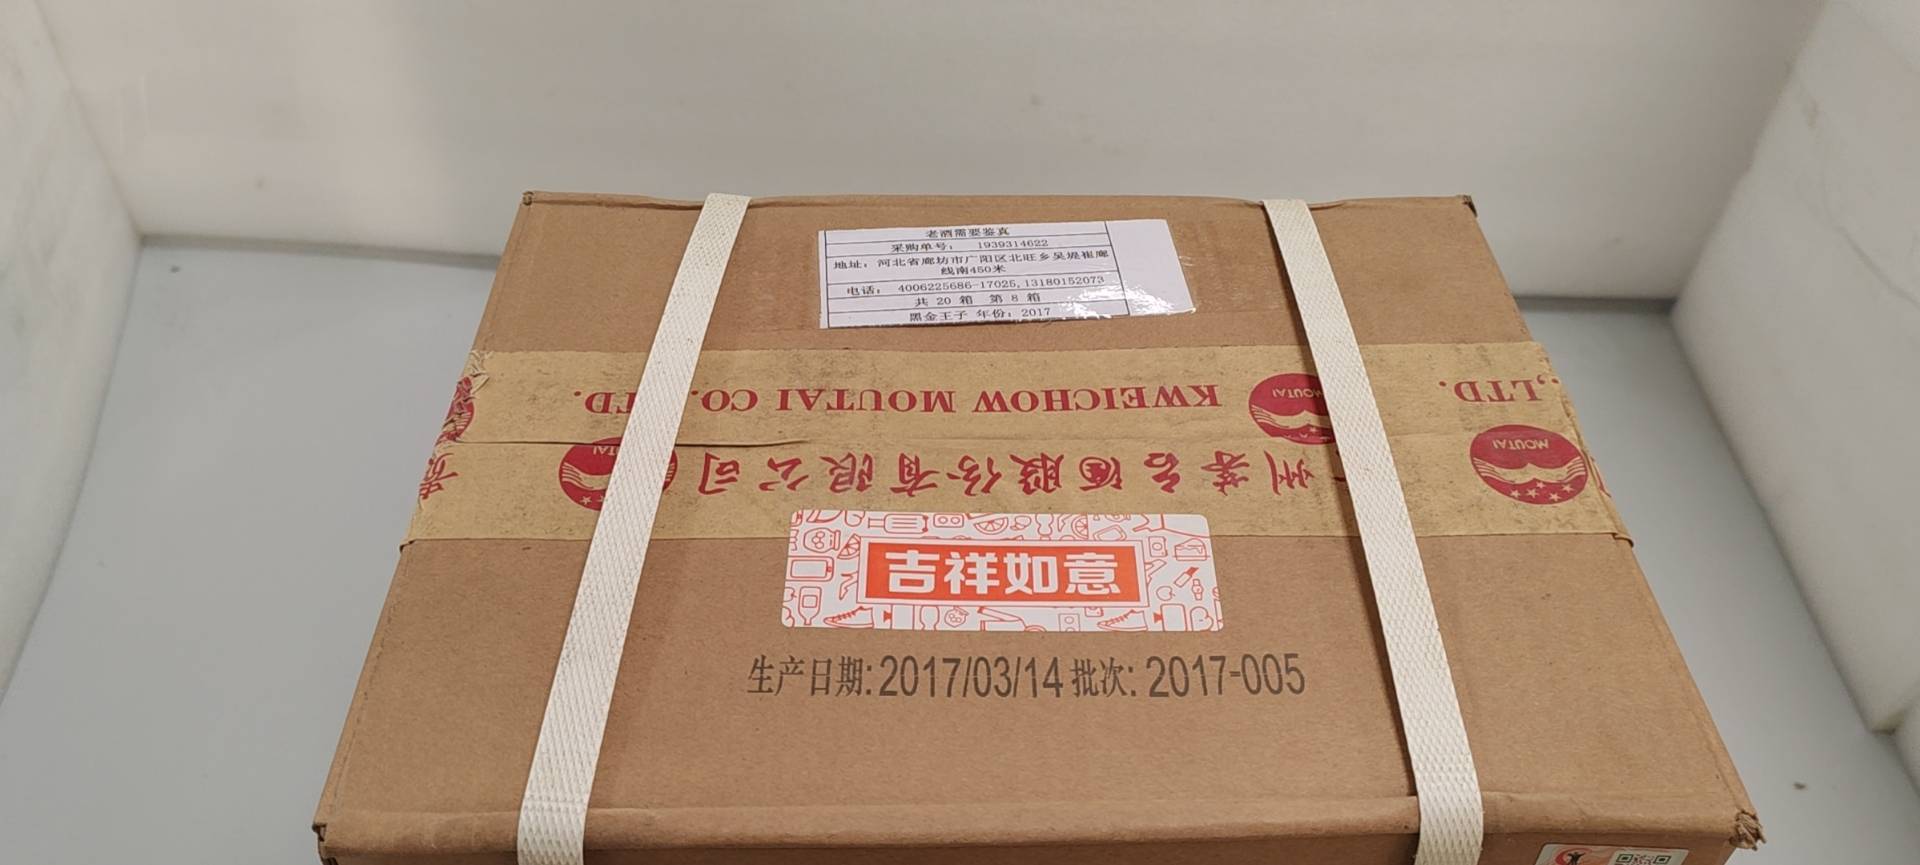 老酒需要鉴真
采购单号： 1939314622
地址：河北省廊坊市广阳区北旺乡吴堤崔廊
线南450米
电话： 4006225686-17025,13180152073
共 20 箱 第 8 箱
黑金王子 年份：2017
KWEICHOW MOUTAI CO. LTD.
MOUTAI
., LTD.
州茅台酒股份有限公司
MOUTAI
TAI
贵
吉祥如意
生产日期:2017/03/14 批次: 2017-005